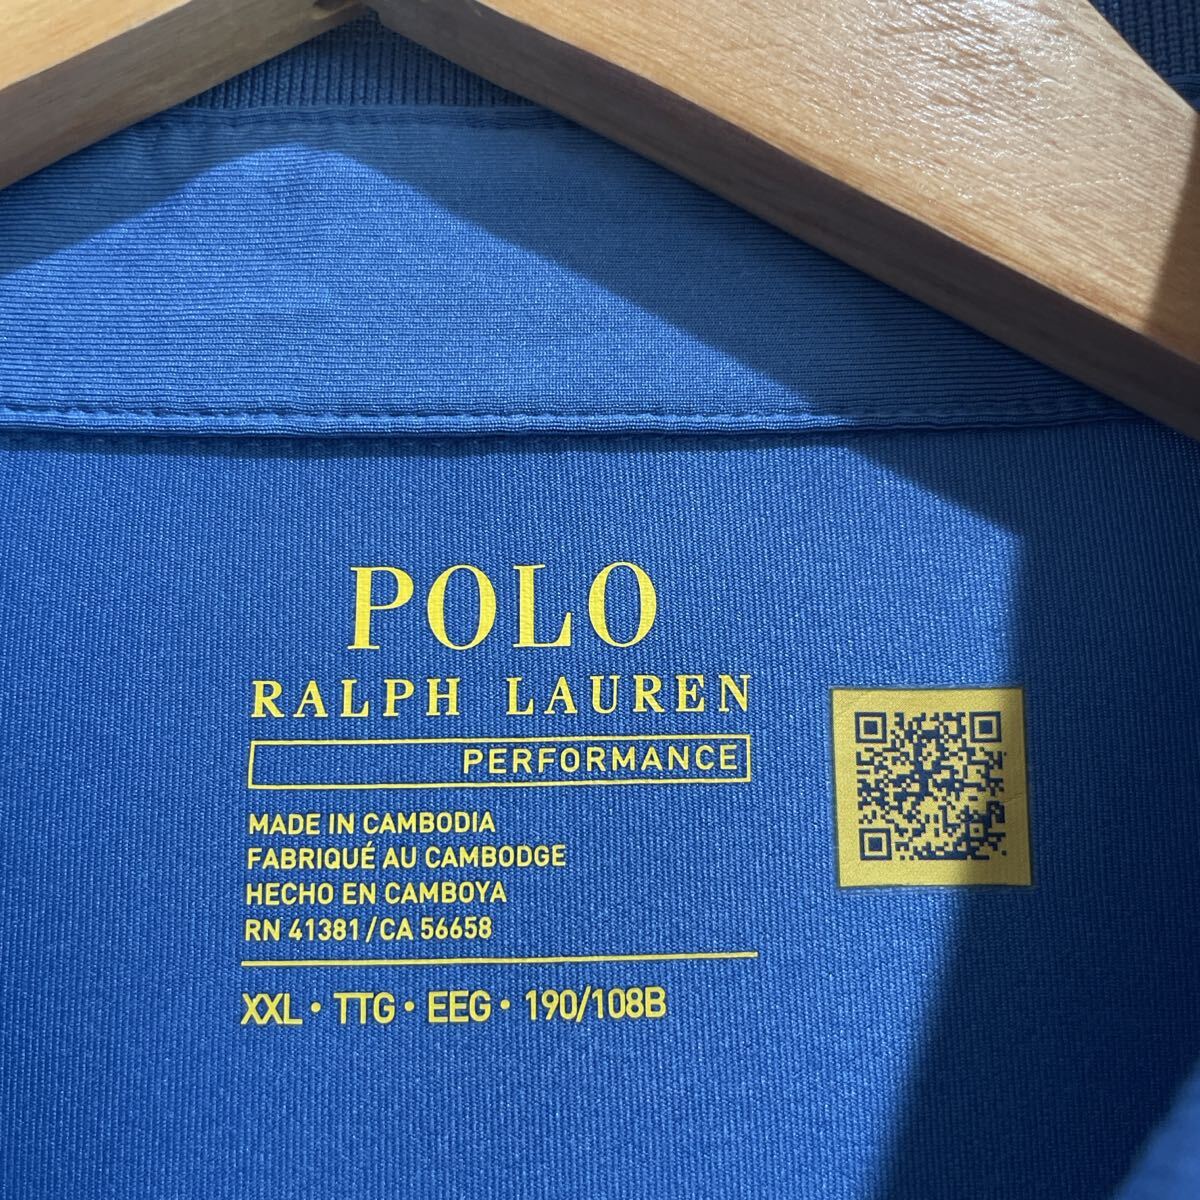 POLO
RALPH LAUREN
PERFORMANCE
MADE IN CAMBODIA
FABRIQUÉ AU CAMBODGE
HECHO EN CAMBOYA
RN 41381/CA 56658
XXL • TTG • EEG • 190/108B